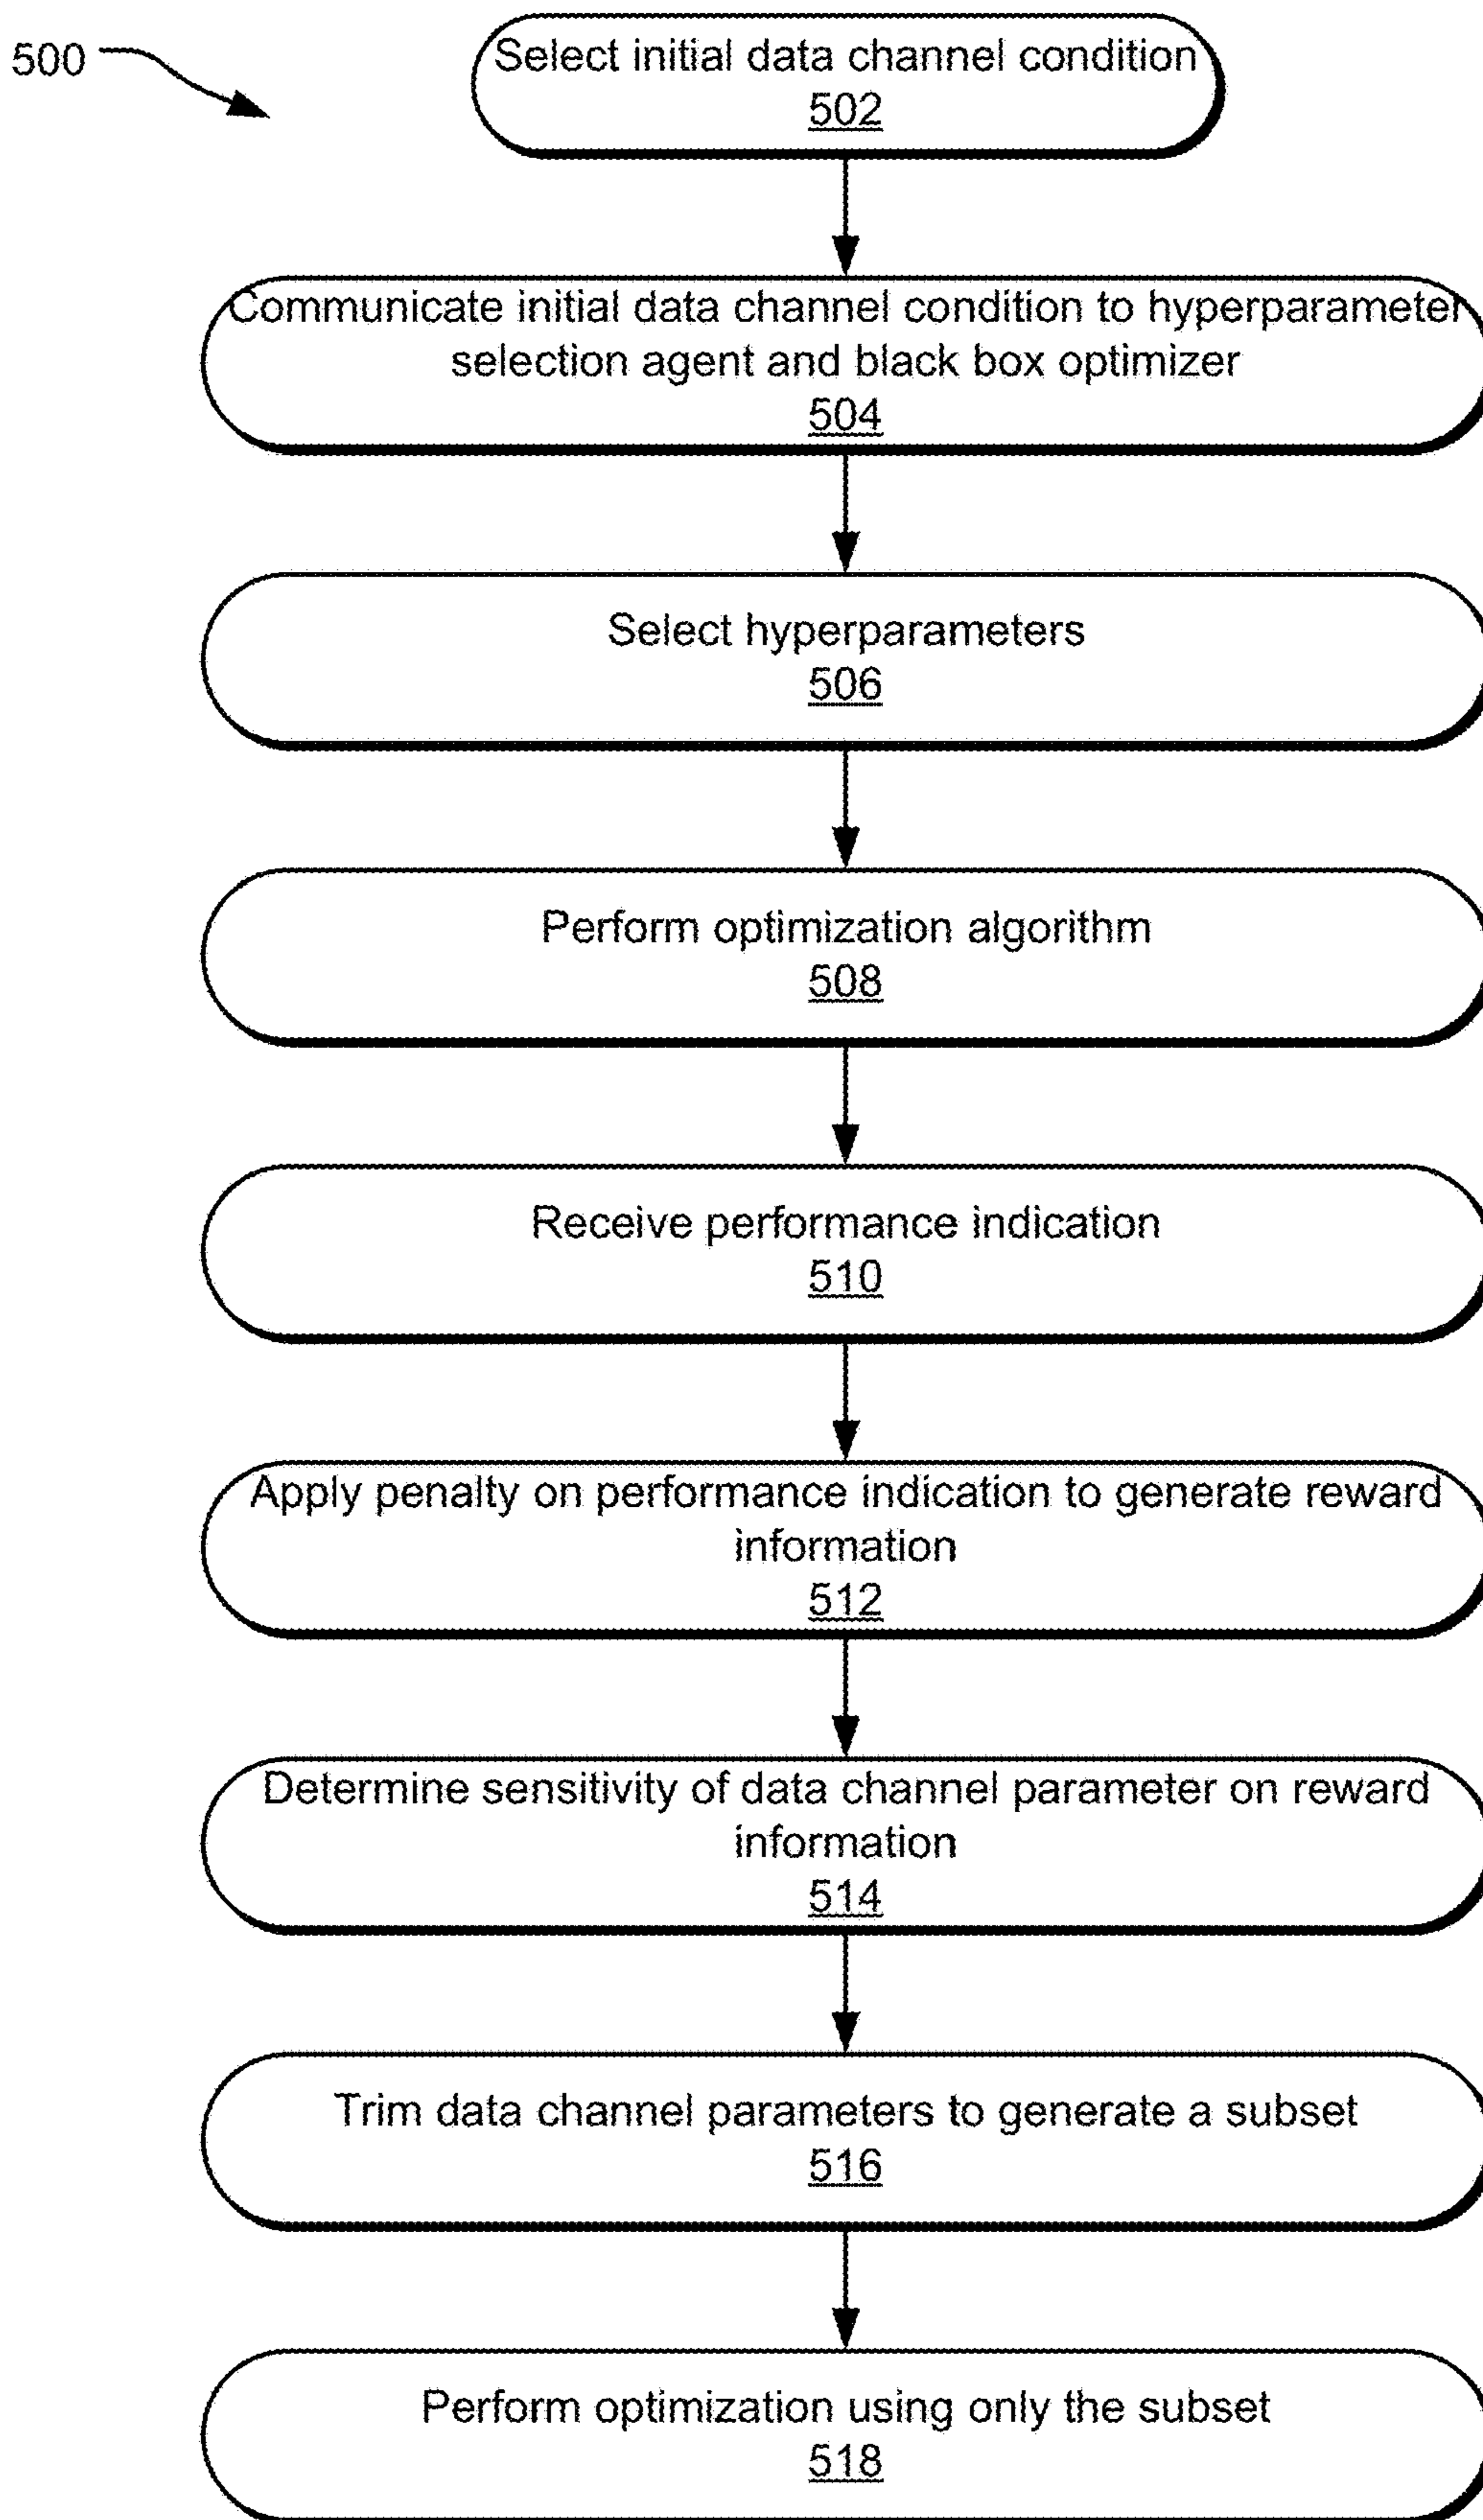 500
Select initial data channel condition
502
Communicate initial data channel condition to hyperparameter
selection agent and black box optimizer
504
Select hyperparameters
506
Perform optimization algorithm
508
Receive performance indication
510
Apply penalty on performance indication to generate reward
information
512
Determine sensitivity of data channel parameter on reward
information
514
Trim data channel parameters to generate a subset
516
Perform optimization using only the subset
518